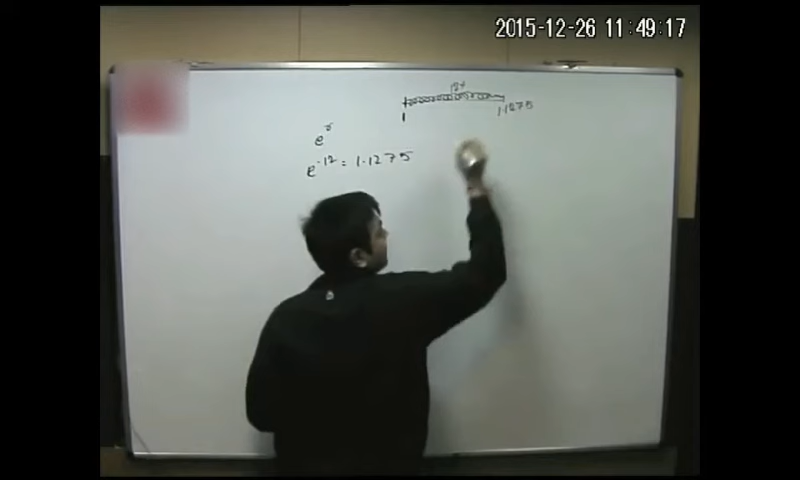 2015-12-26 11:49:17
12%
1 1.1275
e^r
e^.12 = 1.1275